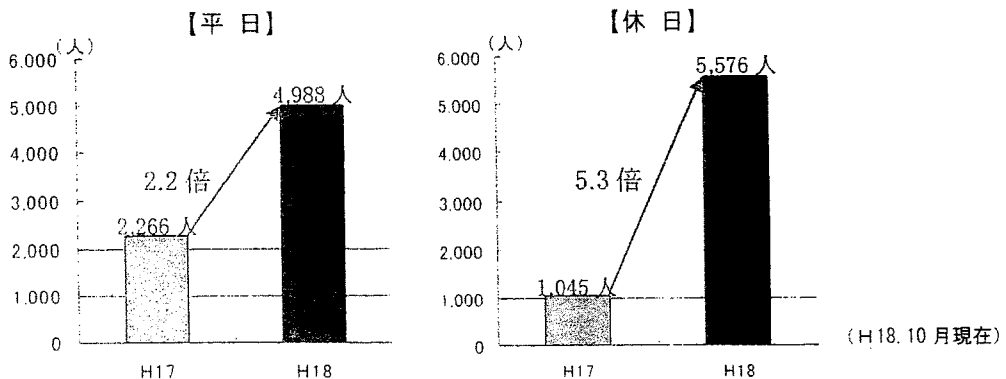 【平 日】
(人)
6.000
5.000
4.000
3.000
2.000
1.000
0
2,266 人
4,988 人
2.2 倍
H17
H18
【休 日】
(人)
6.000
5.000
4.000
3.000
2.000
1.000
0
1,045 人
5,576 人
5.3 倍
H17
H18
(H18.10 月現在)